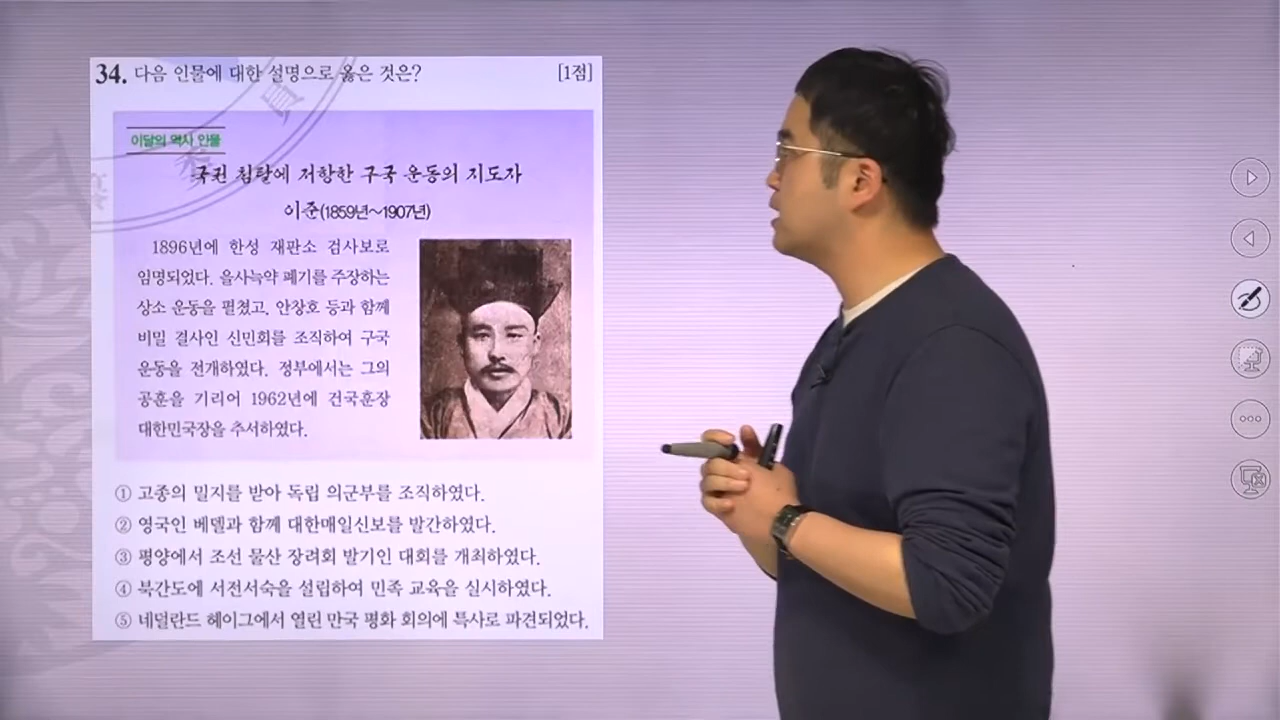 34. 다음 인물에 대한 설명으로 옳은 것은? [1점]
이달의 역사 인물
국권 침탈에 저항한 구국 운동의 지도자
이준(1859년~1907년)
1896년에 한성 재판소 검사보로
임명되었다. 을사늑약 폐기를 주장하는
상소 운동을 펼쳤고, 안창호 등과 함께
비밀 결사인 신민회를 조직하여 구국
운동을 전개하였다. 정부에서는 그의
공훈을 기리어 1962년에 건국훈장
대한민국장을 추서하였다.
① 고종의 밀지를 받아 독립 의군부를 조직하였다.
② 영국인 베델과 함께 대한매일신보를 발간하였다.
③ 평양에서 조선 물산 장려회 발기인 대회를 개최하였다.
④ 북간도에 서전서숙을 설립하여 민족 교육을 실시하였다.
⑤ 네덜란드 헤이그에서 열린 만국 평화 회의에 특사로 파견되었다.